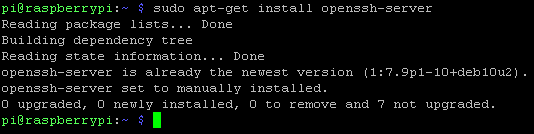 pi@raspberrypi:~ $ sudo apt-get install openssh-server
Reading package lists... Done
Building dependency tree
Reading state information... Done
openssh-server is already the newest version (1:7.9p1-10+deb10u2).
openssh-server set to manually installed.
0 upgraded, 0 newly installed, 0 to remove and 7 not upgraded.
pi@raspberrypi:~ $